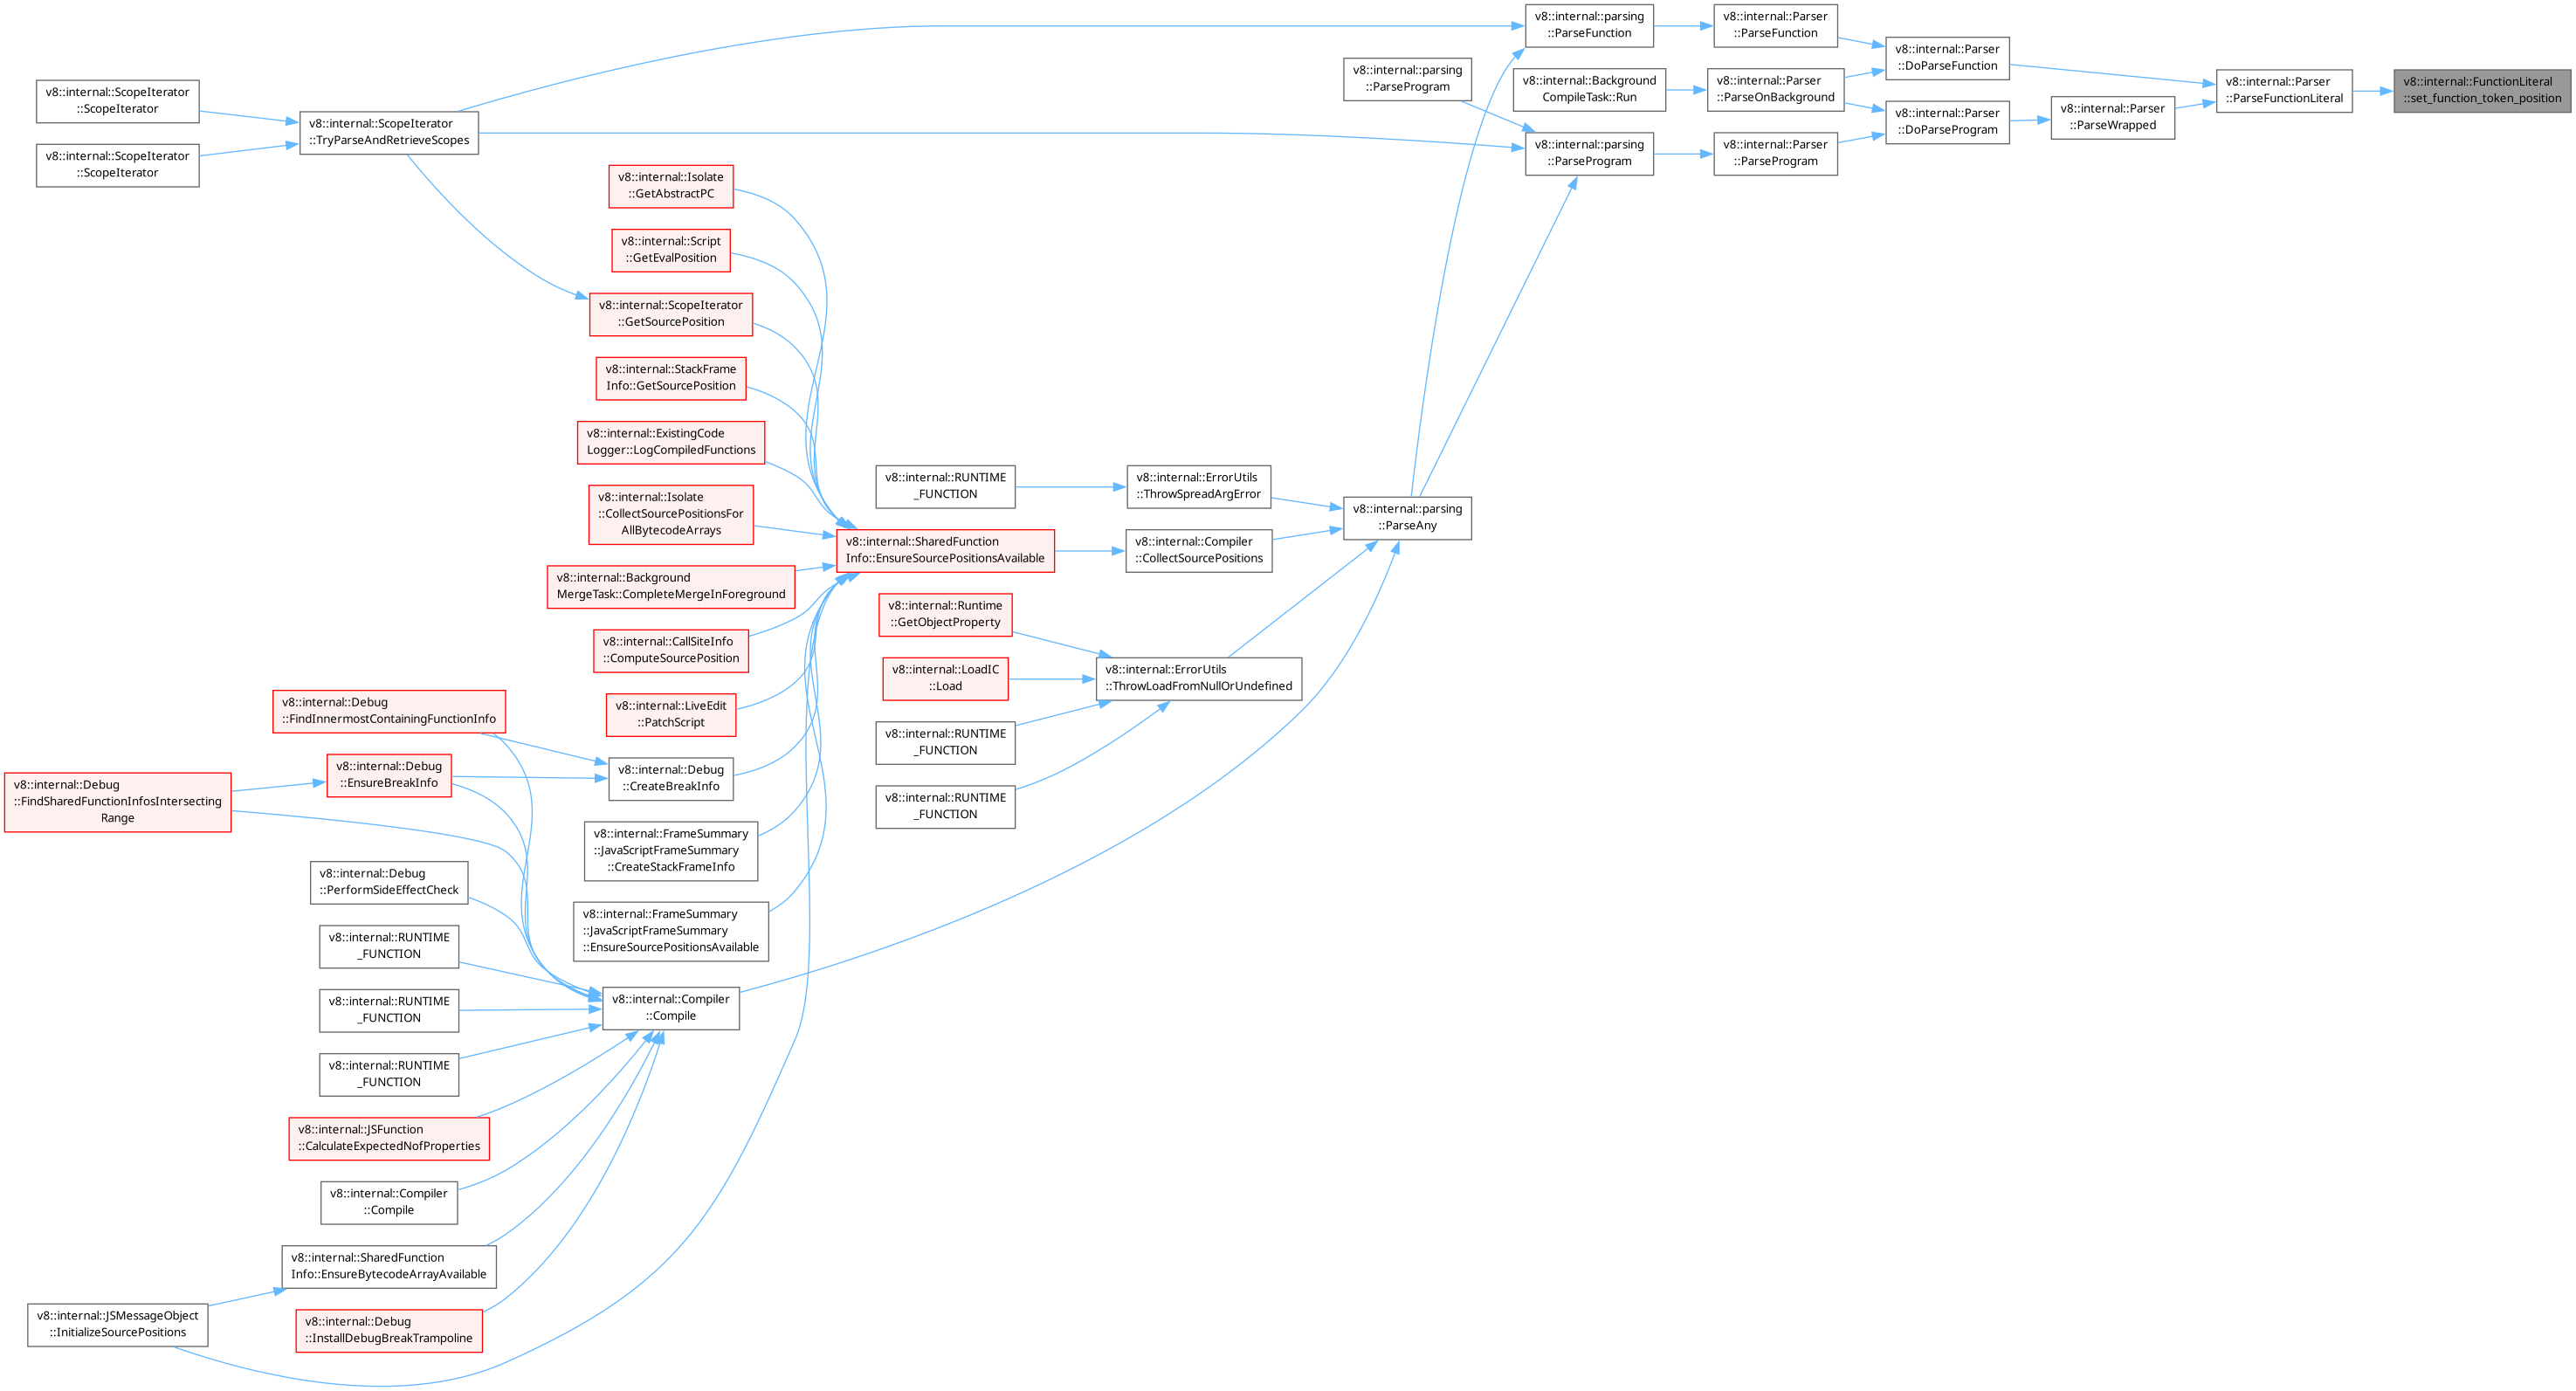 v8::internal::parsing
::ParseFunction
v8::internal::Parser
::ParseFunction
v8::internal::Parser
::DoParseFunction
v8::internal::parsing
::ParseProgram
v8::internal::Background
CompileTask::Run
v8::internal::Parser
::ParseOnBackground
v8::internal::Parser
::ParseFunctionLiteral
v8::internal::FunctionLiteral
::set_function_token_position
v8::internal::ScopeIterator
::ScopeIterator
v8::internal::ScopeIterator
::TryParseAndRetrieveScopes
v8::internal::Parser
::DoParseProgram
v8::internal::Parser
::ParseWrapped
v8::internal::parsing
::ParseProgram
v8::internal::Parser
::ParseProgram
v8::internal::ScopeIterator
::ScopeIterator
v8::internal::Isolate
::GetAbstractPC
v8::internal::Script
::GetEvalPosition
v8::internal::ScopeIterator
::GetSourcePosition
v8::internal::StackFrame
Info::GetSourcePosition
v8::internal::ExistingCode
Logger::LogCompiledFunctions
v8::internal::Isolate
::CollectSourcePositionsFor
AllBytecodeArrays
v8::internal::RUNTIME
_FUNCTION
v8::internal::ErrorUtils
::ThrowSpreadArgError
v8::internal::parsing
::ParseAny
v8::internal::SharedFunction
Info::EnsureSourcePositionsAvailable
v8::internal::Compiler
::CollectSourcePositions
v8::internal::Background
MergeTask::CompleteMergeInForeground
v8::internal::Runtime
::GetObjectProperty
v8::internal::CallSiteInfo
::ComputeSourcePosition
v8::internal::LoadIC
::Load
v8::internal::ErrorUtils
::ThrowLoadFromNullOrUndefined
v8::internal::Debug
::FindInnermostContainingFunctionInfo
v8::internal::LiveEdit
::PatchScript
v8::internal::RUNTIME
_FUNCTION
v8::internal::Debug
::FindSharedFunctionInfosIntersecting
Range
v8::internal::Debug
::EnsureBreakInfo
v8::internal::Debug
::CreateBreakInfo
v8::internal::RUNTIME
_FUNCTION
v8::internal::FrameSummary
::JavaScriptFrameSummary
::CreateStackFrameInfo
v8::internal::Debug
::PerformSideEffectCheck
v8::internal::FrameSummary
::JavaScriptFrameSummary
::EnsureSourcePositionsAvailable
v8::internal::RUNTIME
_FUNCTION
v8::internal::RUNTIME
_FUNCTION
v8::internal::Compiler
::Compile
v8::internal::RUNTIME
_FUNCTION
v8::internal::JSFunction
::CalculateExpectedNofProperties
v8::internal::Compiler
::Compile
v8::internal::SharedFunction
Info::EnsureBytecodeArrayAvailable
v8::internal::JSMessageObject
::InitializeSourcePositions
v8::internal::Debug
::InstallDebugBreakTrampoline